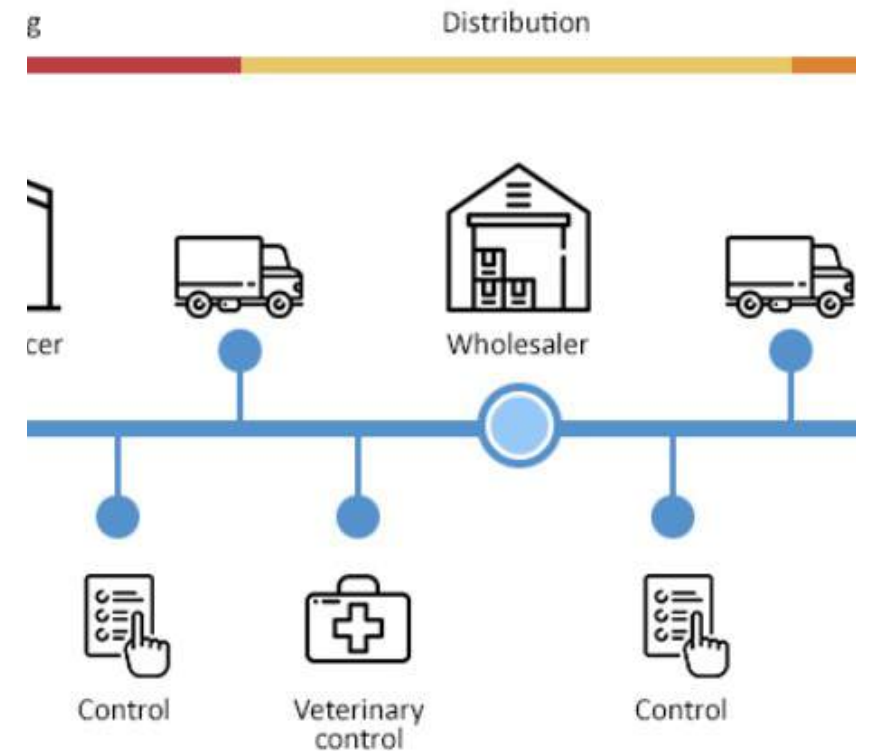 g
Distribution
cer
Wholesaler
Control
Veterinary
control
Control